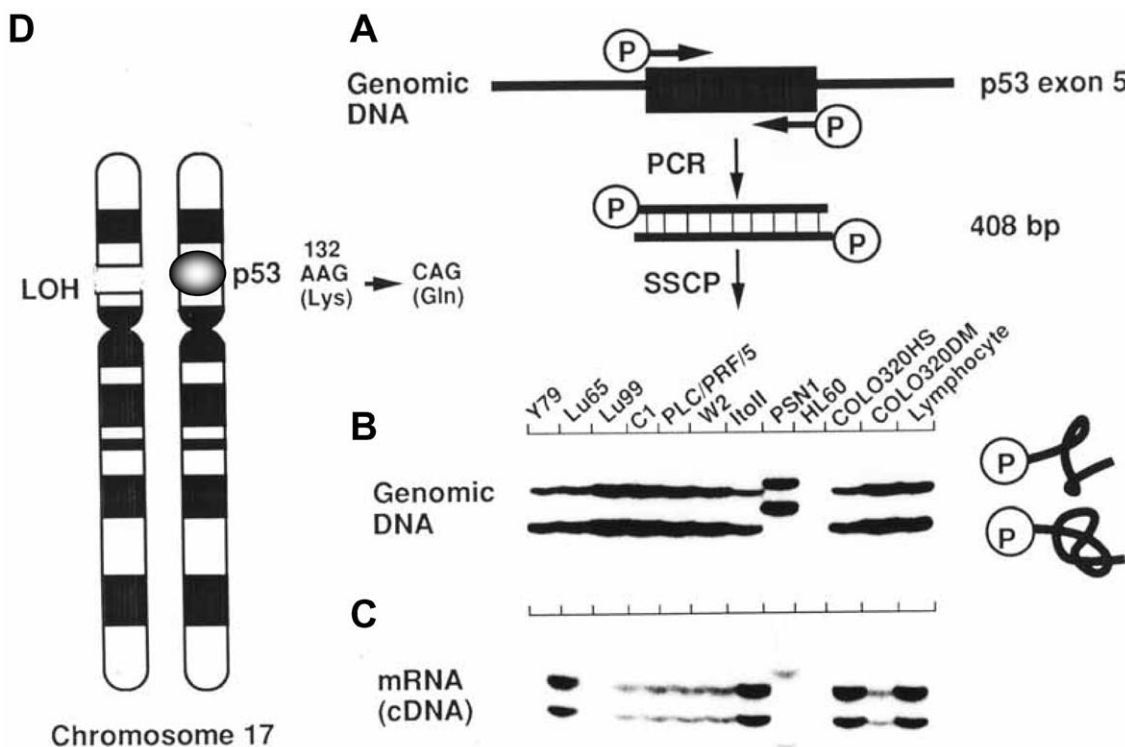 D
LOH
p53
132
AAG
(Lys)
CAG
(Gln)
Chromosome 17
A
Genomic
DNA
P
P
p53 exon 5
PCR
P
P
408 bp
SSCP
B
Y79
Lu65
Lu99
C1
PLC/PRF/5
W2
ItoII
PSN1
HL60
COLO320HS
COLO320DM
Lymphocyte
Genomic
DNA
P
P
C
mRNA
(cDNA)